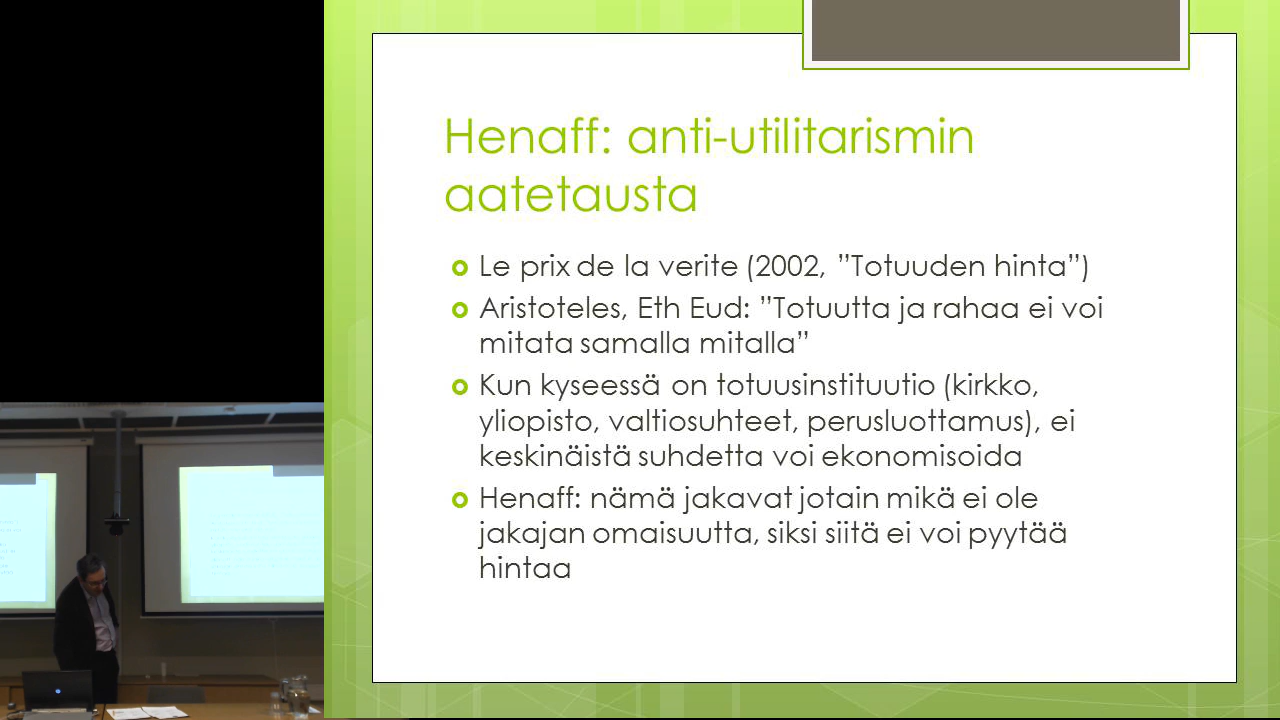 Henaff: anti-utilitarismin
aatetausta
Le prix de la verite (2002, ”Totuuden hinta”)
Aristoteles, Eth Eud: ”Totuutta ja rahaa ei voi
mitata samalla mitalla”
Kun kyseessä on totuusinstituutio (kirkko,
yliopisto, valtiosuhteet, perusluottamus), ei
keskinäistä suhdetta voi ekonomisoida
Henaff: nämä jakavat jotain mikä ei ole
jakajan omaisuutta, siksi siitä ei voi pyytää
hintaa